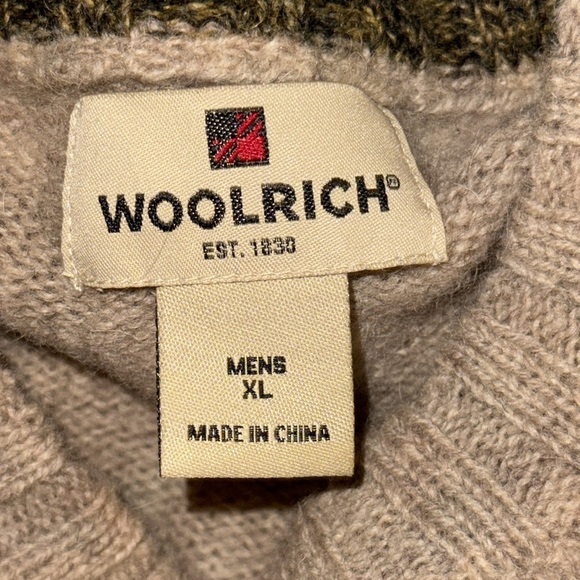 WOOLRICH®
EST. 1830
MENS
XL
MADE IN CHINA